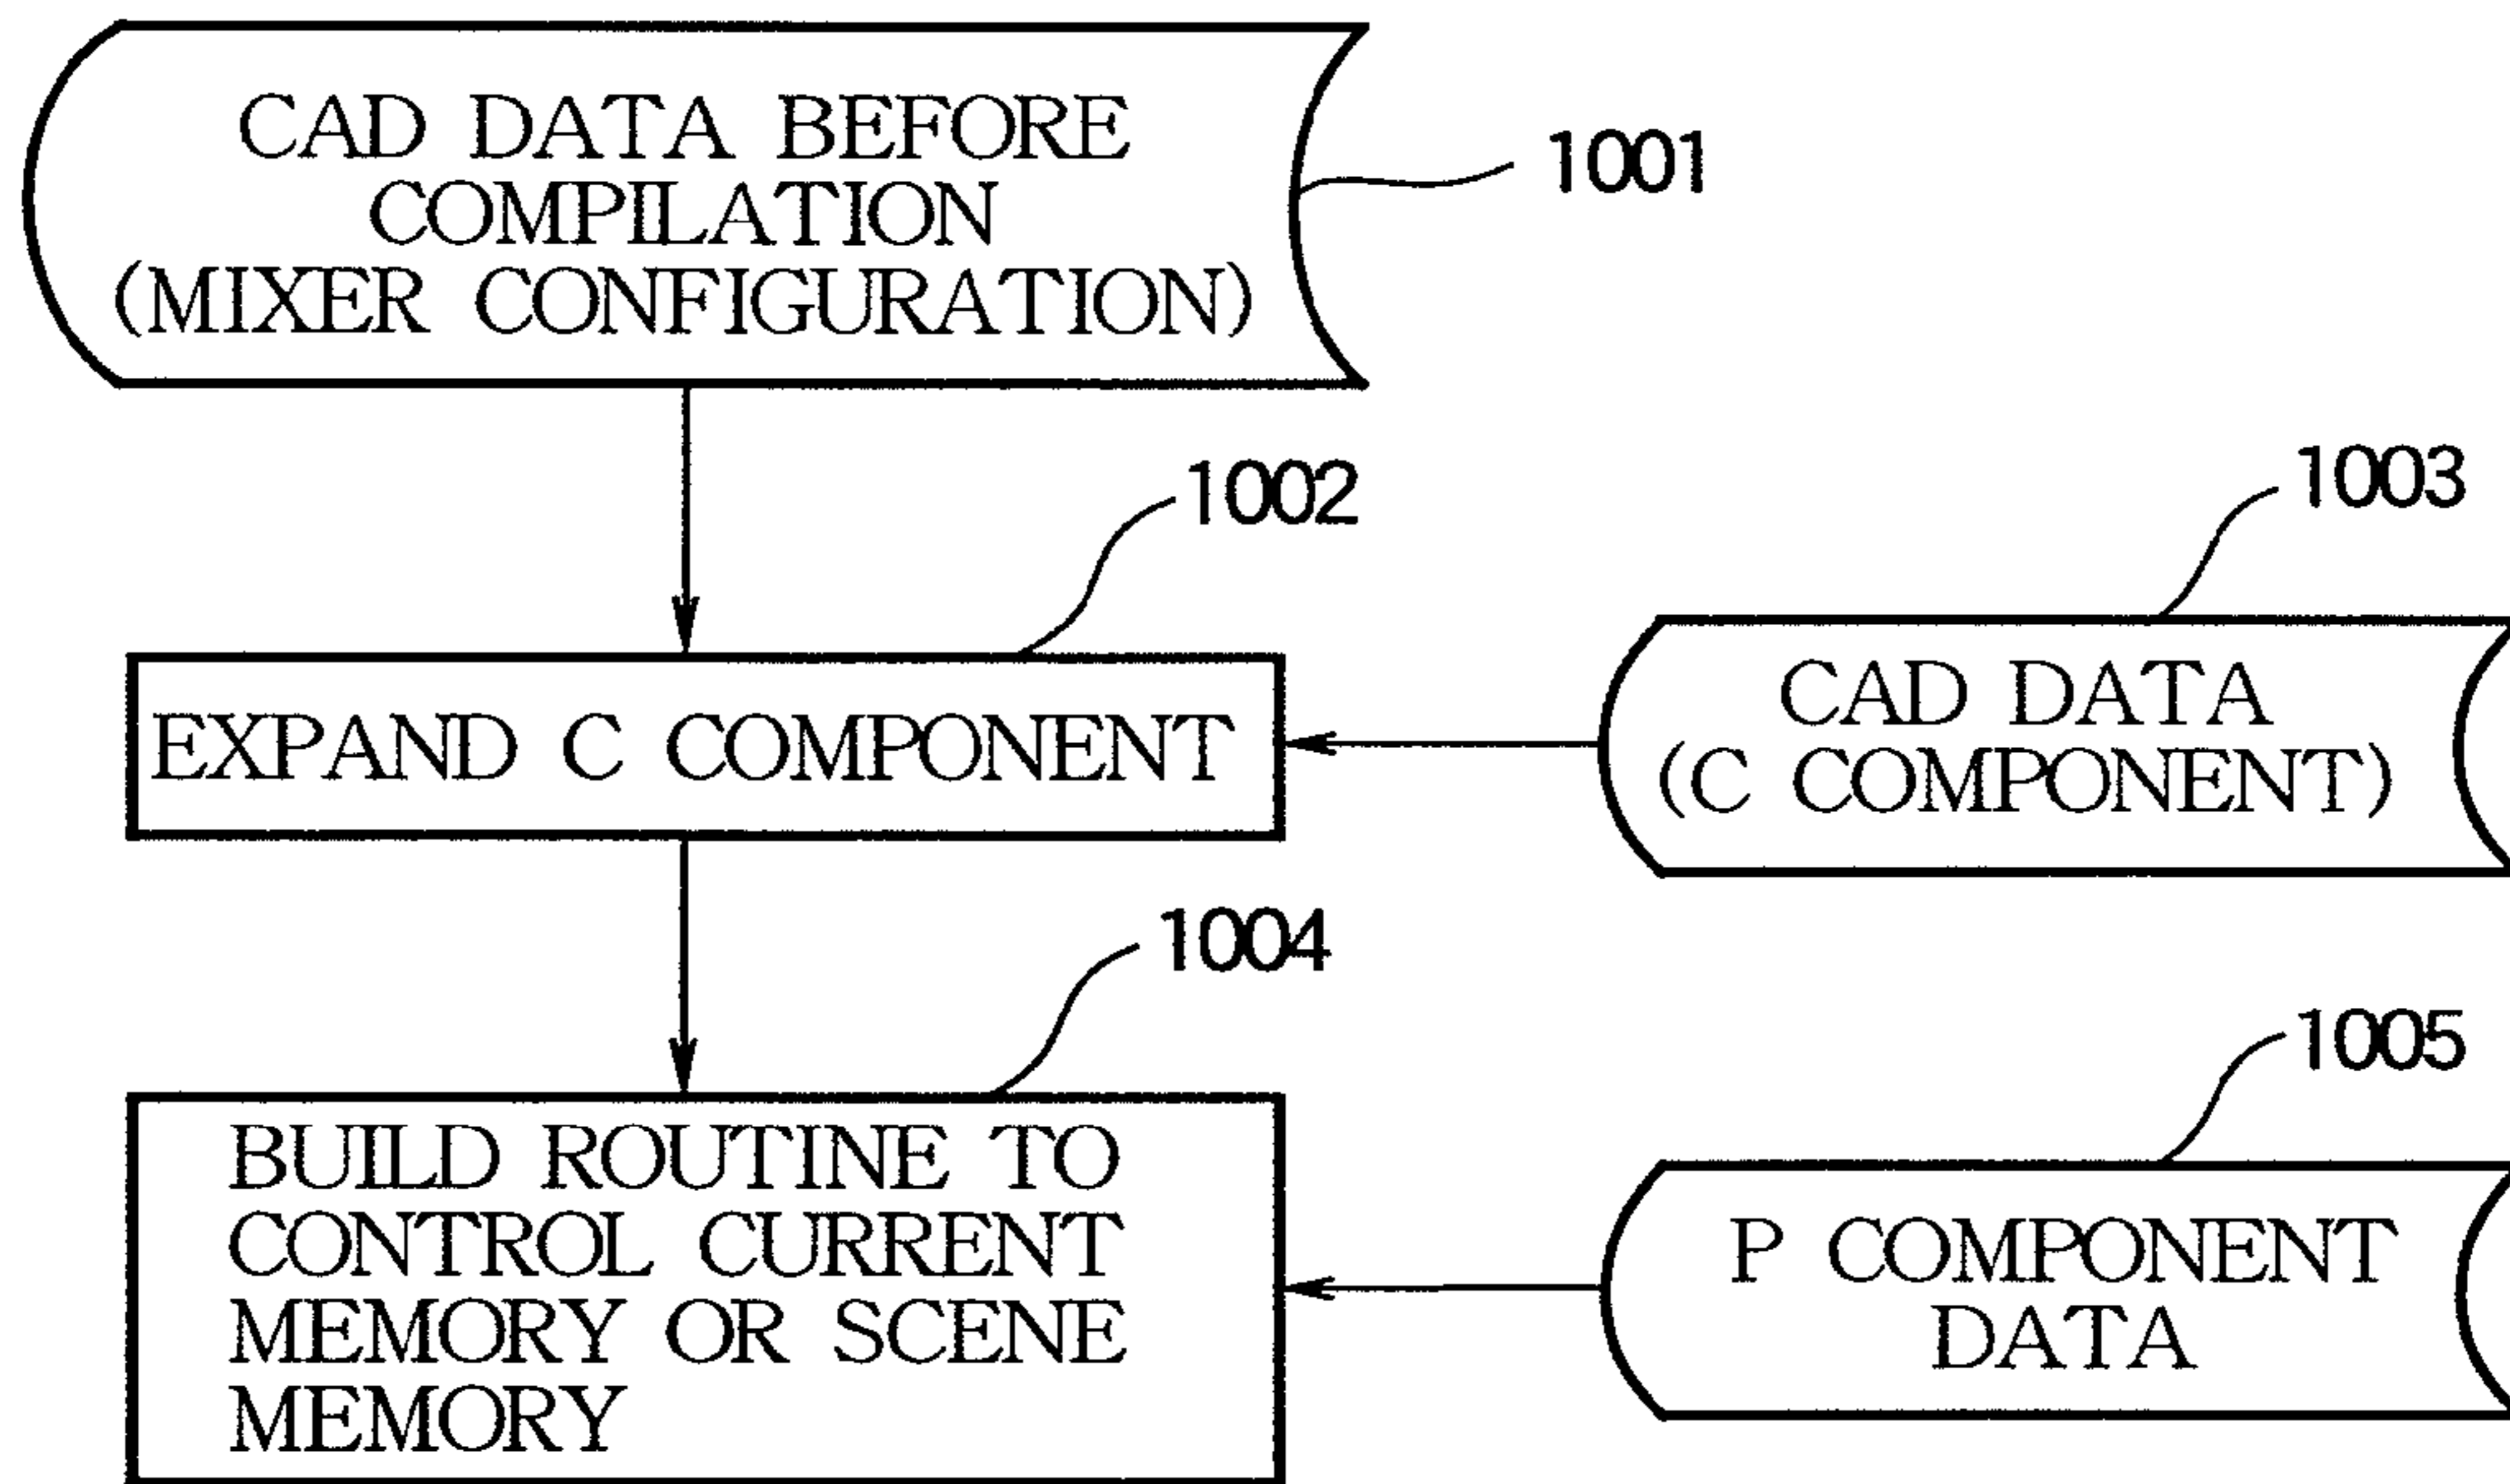 CAD DATA BEFORE
COMPILATION
(MIXER CONFIGURATION)
1001
1002
EXPAND C COMPONENT
1003
CAD DATA
(C COMPONENT)
1004
BUILD ROUTINE TO
CONTROL CURRENT
MEMORY OR SCENE
MEMORY
1005
P COMPONENT
DATA